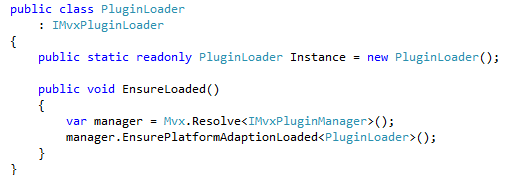 public class PluginLoader
    : IMvxPluginLoader
{
    public static readonly PluginLoader Instance = new PluginLoader();

    public void EnsureLoaded()
    {
        var manager = Mvx.Resolve<IMvxPluginManager>();
        manager.EnsurePlatformAdaptionLoaded<PluginLoader>();
    }
}